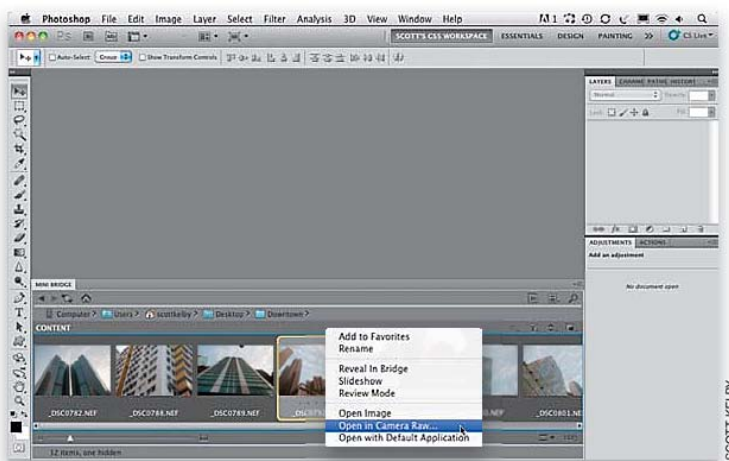 Photoshop File Edit Image Layer Select Filter Analysis 3D View Window Help
SCOTT'S CS5 WORKSPACE ESSENTIALS DESIGN PAINTING CS Live
Auto-Select Group Show Transform Controls
LAYERS CHANNE PATHS HISTORY
Normal Opacity:
Lock: Fill:
ADJUSTMENTS ACTIONS
Add an adjustment
No document open
MINI BRIDGE
Computer Users scottkelby Desktop Downtown
CONTENT
Add to Favorites
Rename
Reveal In Bridge
Slideshow
Review Mode
Open Image
Open in Camera Raw...
Open with Default Application
_DSC0782.NEF _DSC0788.NEF _DSC0789.NEF _DSC0801.NE
12 items, one hidden
SCOTT KELBY